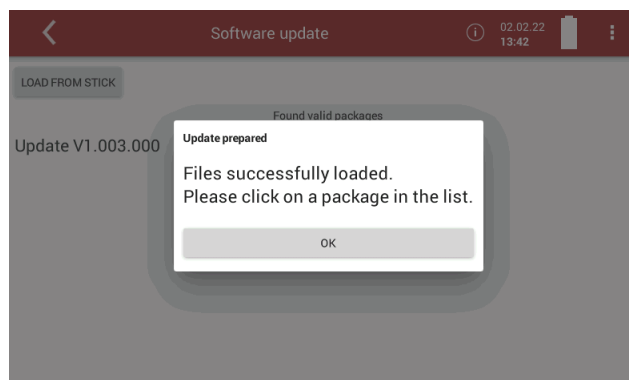 Software update
02.02.22
13:42
LOAD FROM STICK
Found valid packages
Update V1.003.000
Update prepared
Files successfully loaded.
Please click on a package in the list.
OK